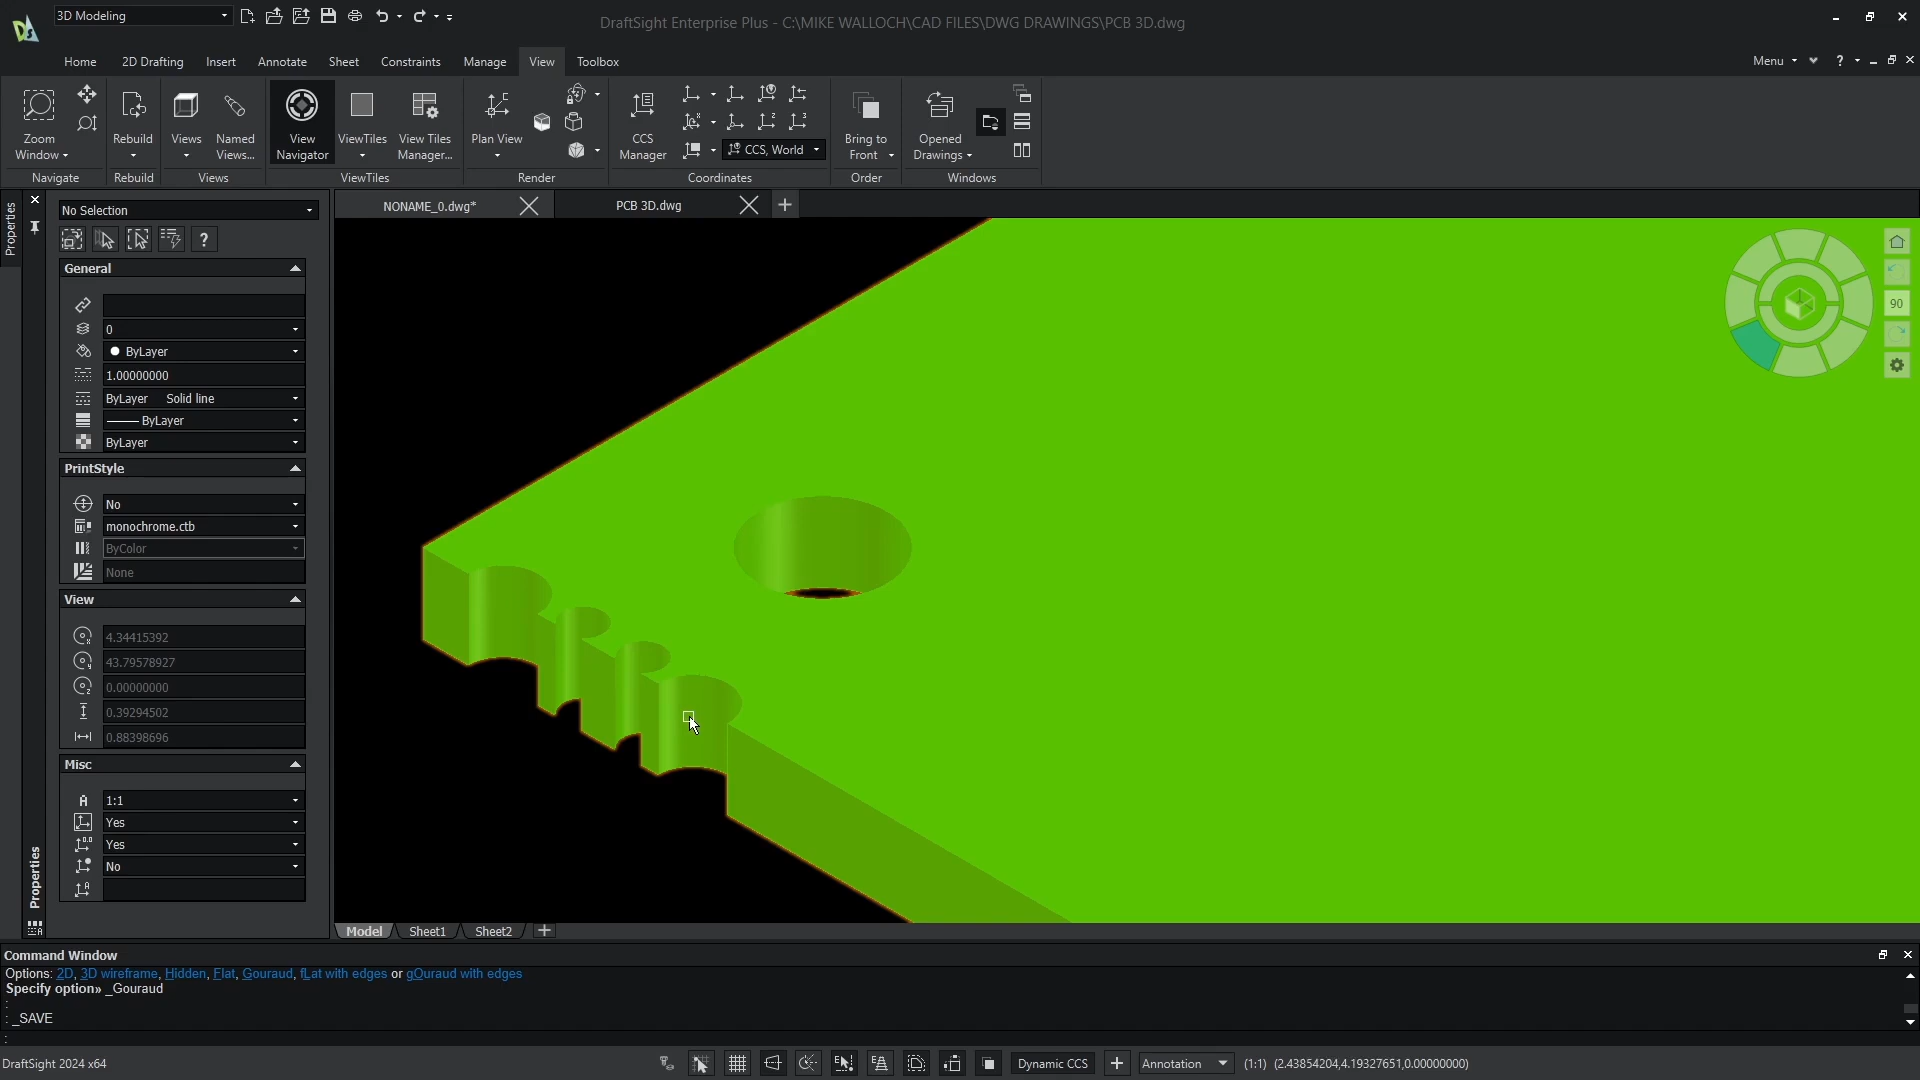 3D Modeling
DraftSight Enterprise Plus - C:\MIKE WALLOCH\CAD FILES\DWG DRAWINGS\PCB 3D.dwg
Home 2D Drafting Insert Annotate Sheet Constraints Manage View Toolbox
Menu ?
Zoom Window
Rebuild
Views
Named Views...
View Navigator
ViewTiles
View Tiles Manager...
Plan View
CCS Manager
CCS, World
Bring to Front
Opened Drawings
Navigate Rebuild Views ViewTiles Render Coordinates Order Windows
Properties
No Selection
NONAME_0.dwg*
PCB 3D.dwg
?
General
0
ByLayer
1.00000000
ByLayer Solid line
ByLayer
ByLayer
PrintStyle
No
monochrome.ctb
ByColor
None
View
4.34415392
43.79578927
0.00000000
0.39294502
0.88398696
Misc
1:1
Yes
Yes
No
Properties
90
Model Sheet1 Sheet2
Command Window
Options: 2D, 3D wireframe, Hidden, Flat, Gouraud, fLat with edges or gOuraud with edges
Specify option» _Gouraud
:
: _SAVE
:
DraftSight 2024 x64
Dynamic CCS
Annotation
(1:1) (2.43854204,4.19327651,0.00000000)